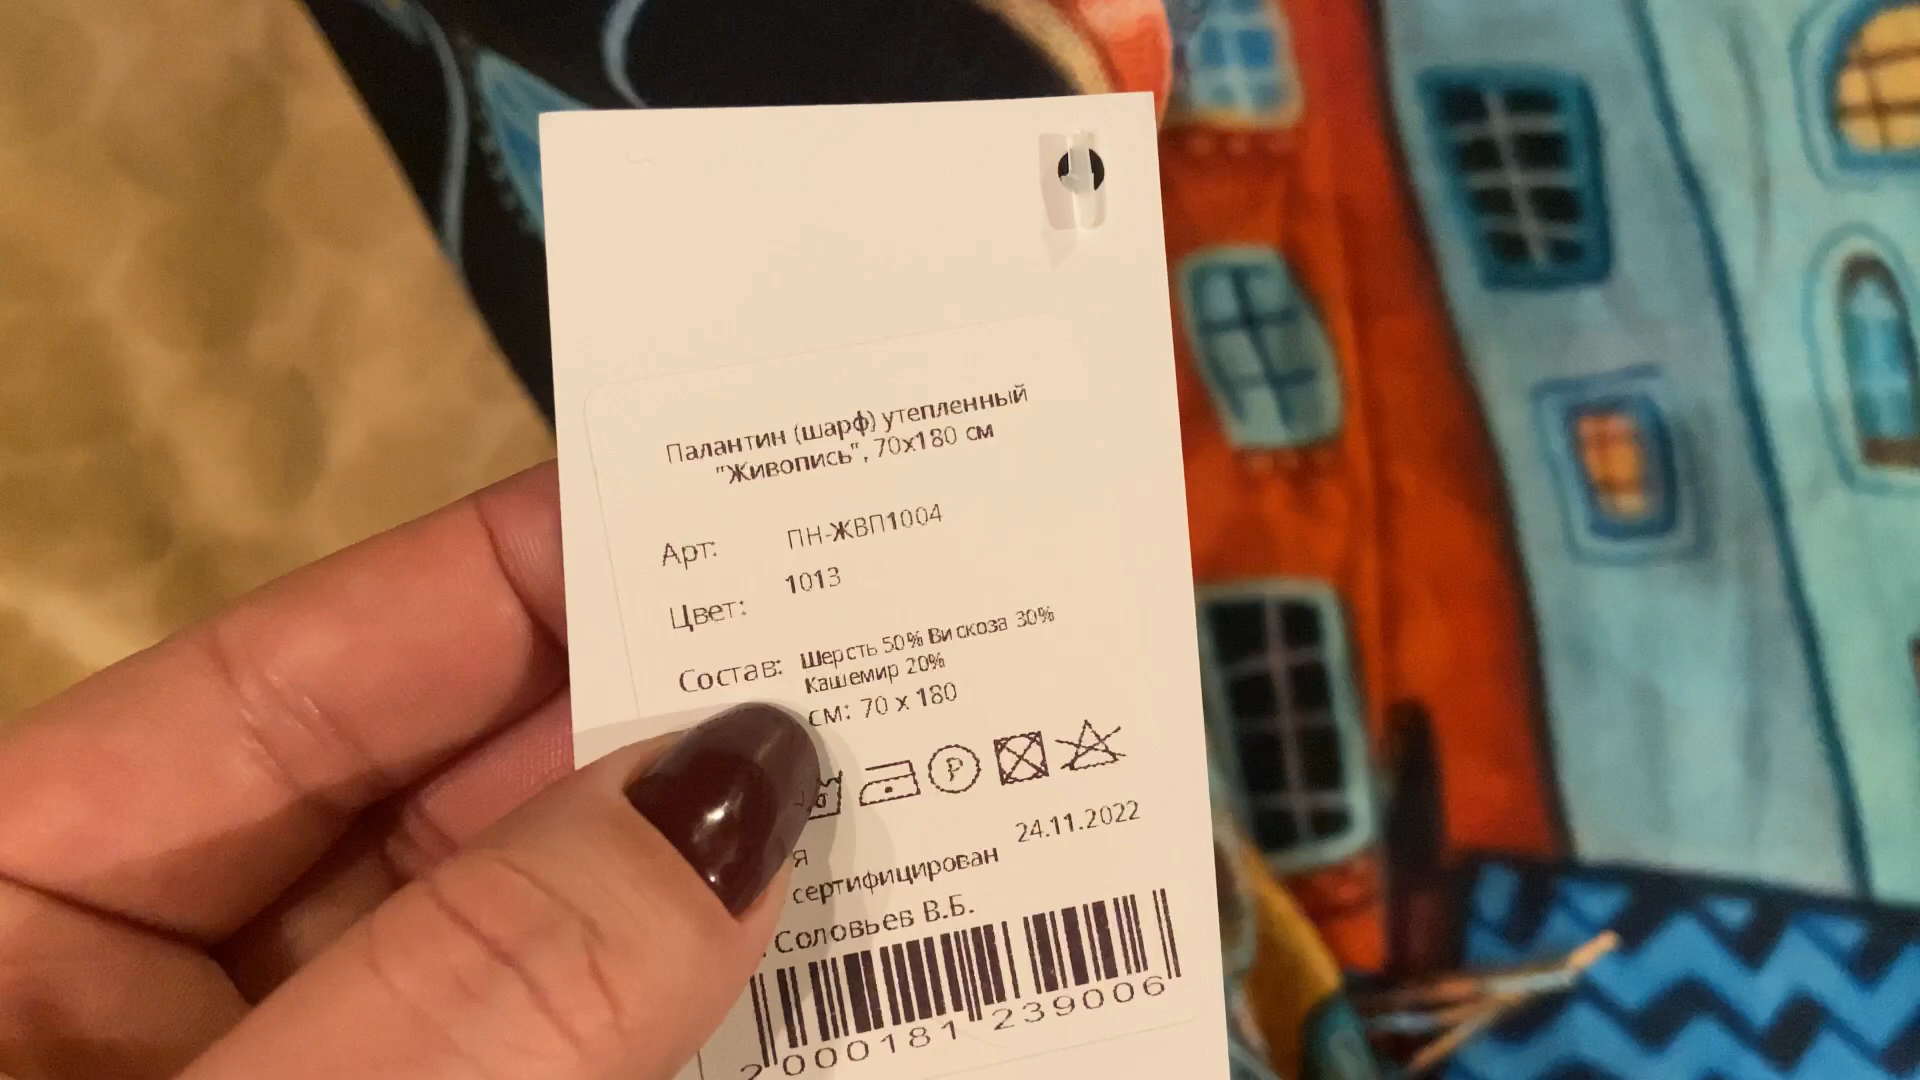 Палантин (шарф) утепленный
"Живопись", 70х180 см
Арт: ПН-ЖВП1004
Цвет: 1013
Состав: Шерсть 50% Вискоза 30%
Кашемир 20%
см: 70 х 180
P
24.11.2022
я
сертифицирован
Соловьев В.Б.
2 000181 239006